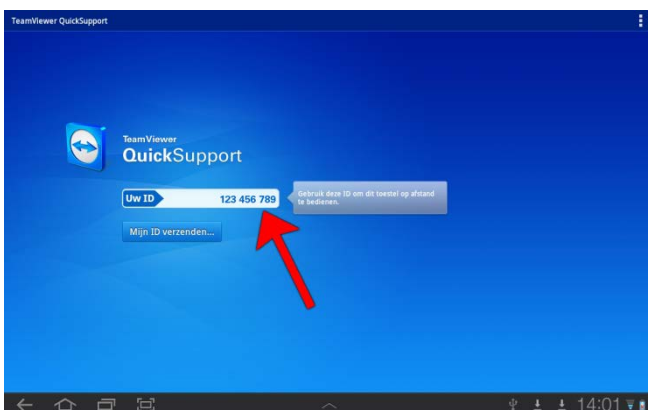 TeamViewer QuickSupport
TeamViewer
QuickSupport
Uw ID
123 456 789
Gebruik deze ID om dit toestel op afstand
te bedienen.
Mijn ID verzenden...
14:01